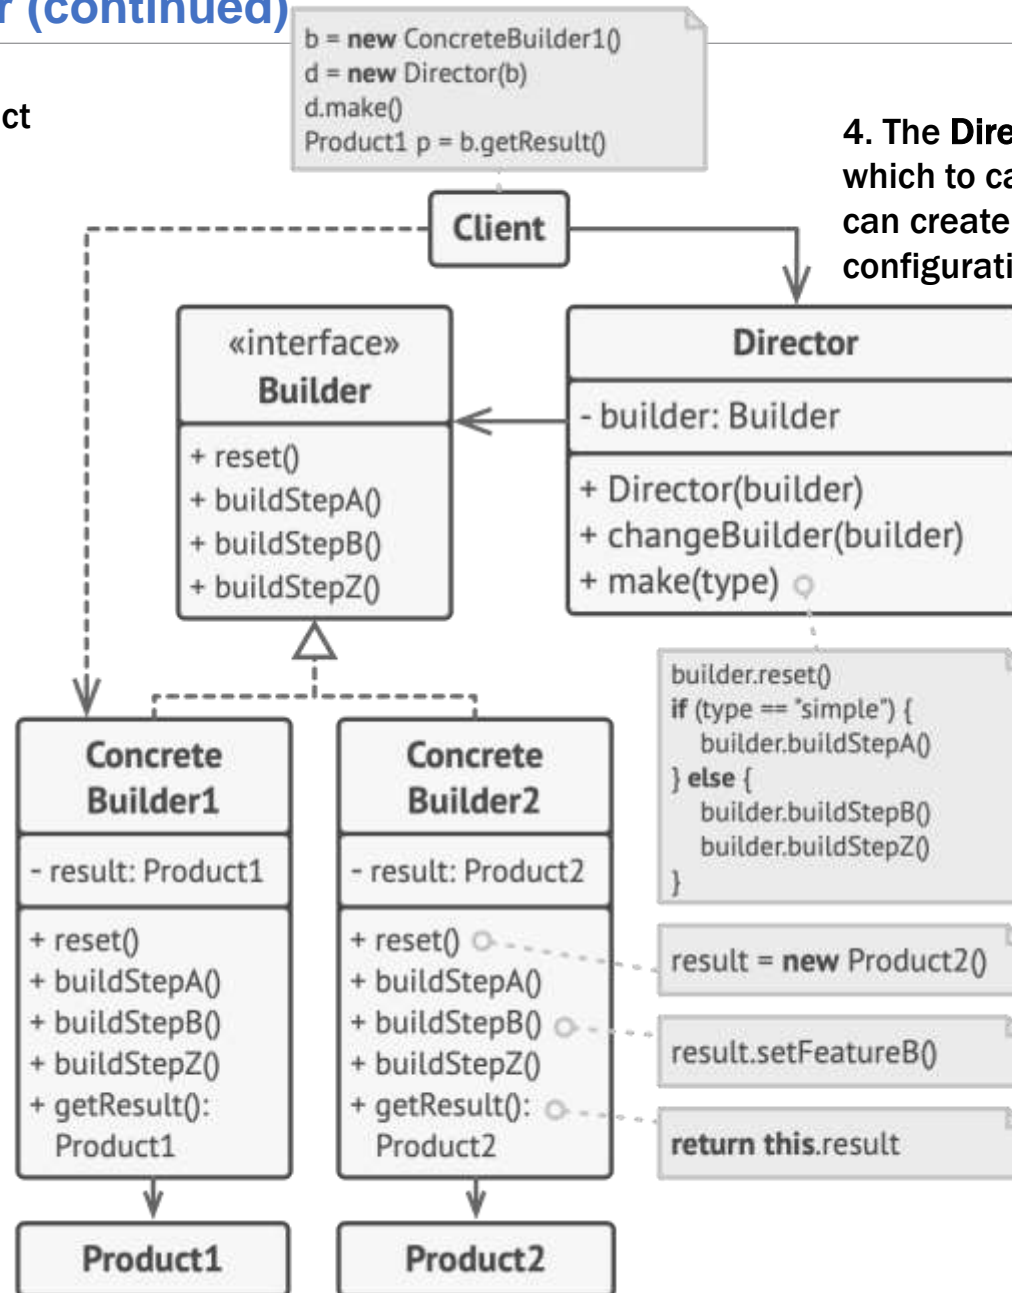 r (continued)
b = new ConcreteBuilder1()
d = new Director(b)
d.make()
Product1 p = b.getResult()
ct
4. The Dire
which to ca
can create
configurati
Client
«interface»
Builder
+ reset()
+ buildStepA()
+ buildStepB()
+ buildStepZ()
Director
- builder: Builder
+ Director(builder)
+ changeBuilder(builder)
+ make(type)
builder.reset()
if (type == "simple") {
builder.buildStepA()
} else {
builder.buildStepB()
builder.buildStepZ()
}
Concrete
Builder1
- result: Product1
+ reset()
+ buildStepA()
+ buildStepB()
+ buildStepZ()
+ getResult():
Product1
Concrete
Builder2
- result: Product2
+ reset()
+ buildStepA()
+ buildStepB()
+ buildStepZ()
+ getResult():
Product2
result = new Product2()
result.setFeatureB()
return this.result
Product1
Product2